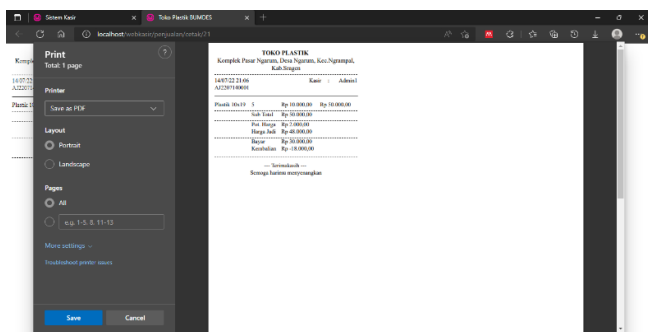 Sistem Kasir
Toko Plastik BUMDES
localhost/webkasir/penjualan/cetak/21
Print
Total: 1 page
Printer
Save as PDF
Layout
Portrait
Landscape
Pages
All
e.g. 1-5, 8, 11-13
More settings
Troubleshoot printer issues
Save
Cancel
TOKO PLASTIK
Komplek Pasar Ngarum, Desa Ngarum, Kec.Ngrampal,
Kab.Sragen
14/07/22 21:06 Kasir : Admin1
Plastik 10x19 5 Rp 10.000,00 Rp 50.000,00
Sub Total Rp 50.000,00
Pot. Harga Rp 2.000,00
Harga Jadi Rp 48.000,00
Bayar Rp 30.000,00
Kembalian Rp -18.000,00
--- Terimakasih ---
Semoga harimu menyenangkan